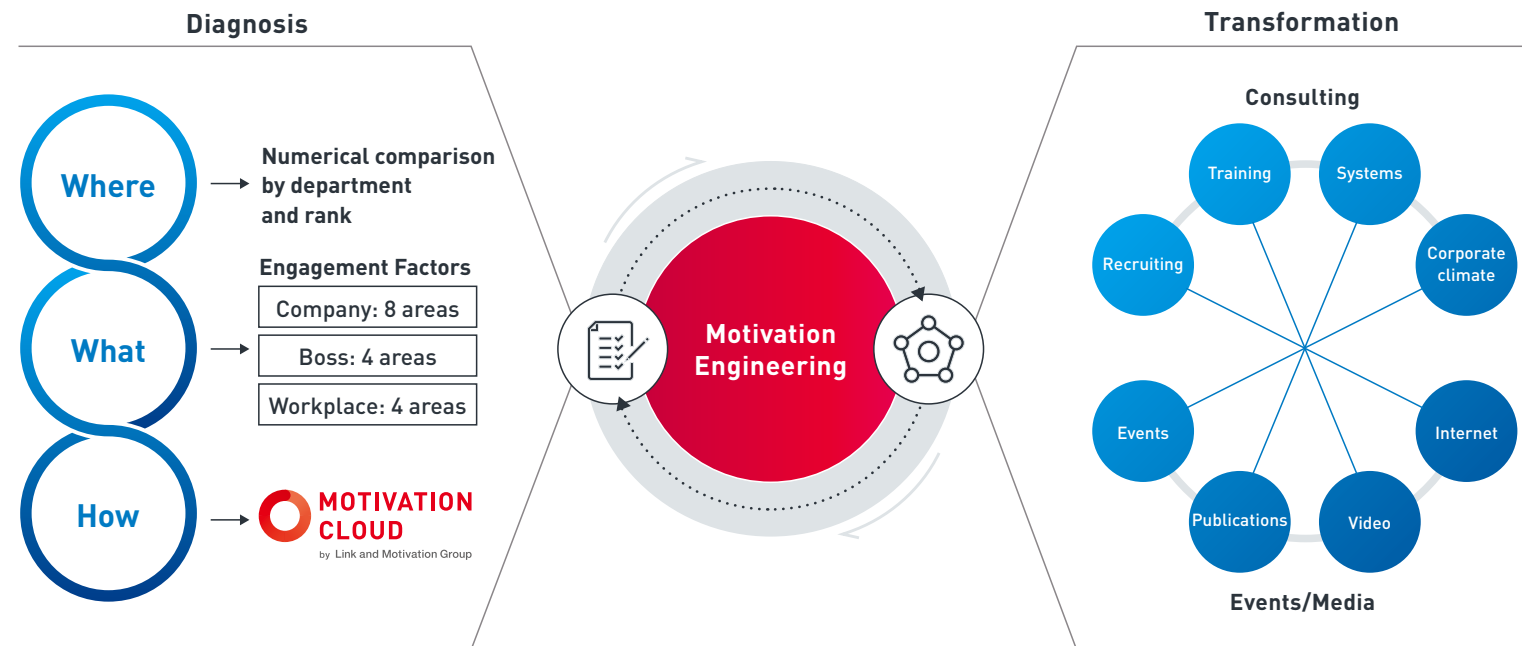 Diagnosis
Where
Numerical comparison
by department
and rank
What
Engagement Factors
Company: 8 areas
Boss: 4 areas
Workplace: 4 areas
How
MOTIVATION
CLOUD
by Link and Motivation Group
Motivation
Engineering
Transformation
Consulting
Training
Systems
Recruiting
Corporate
climate
Events
Internet
Publications
Video
Events/Media